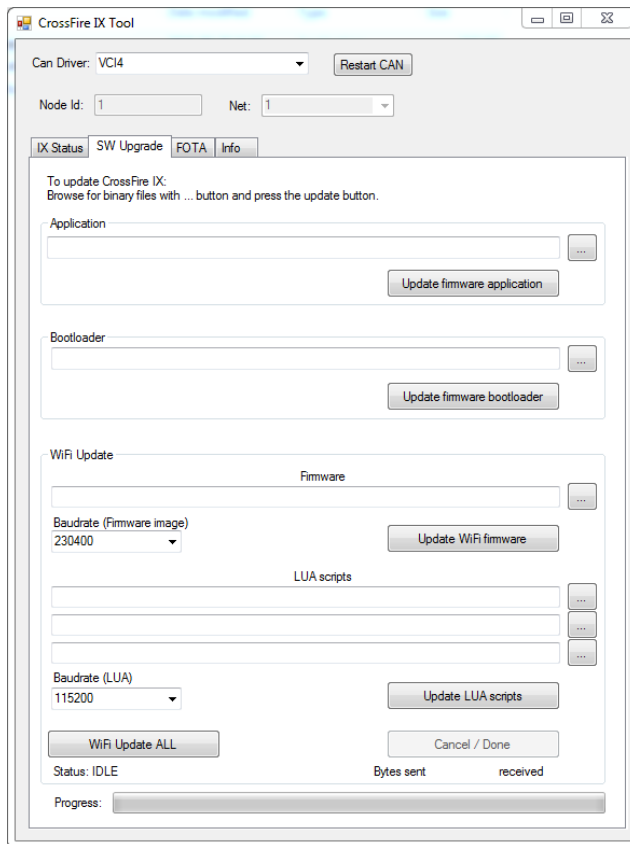 CrossFire IX Tool
Can Driver: VCI4
Restart CAN
Node Id: 1 Net: 1
IX Status SW Upgrade FOTA Info
To update CrossFire IX:
Browse for binary files with ... button and press the update button.
Application
...
Update firmware application
Bootloader
...
Update firmware bootloader
WiFi Update
Firmware
...
Baudrate (Firmware image)
230400
Update WiFi firmware
LUA scripts
...
...
...
Baudrate (LUA)
115200
Update LUA scripts
WiFi Update ALL
Cancel / Done
Status: IDLE Bytes sent received
Progress: